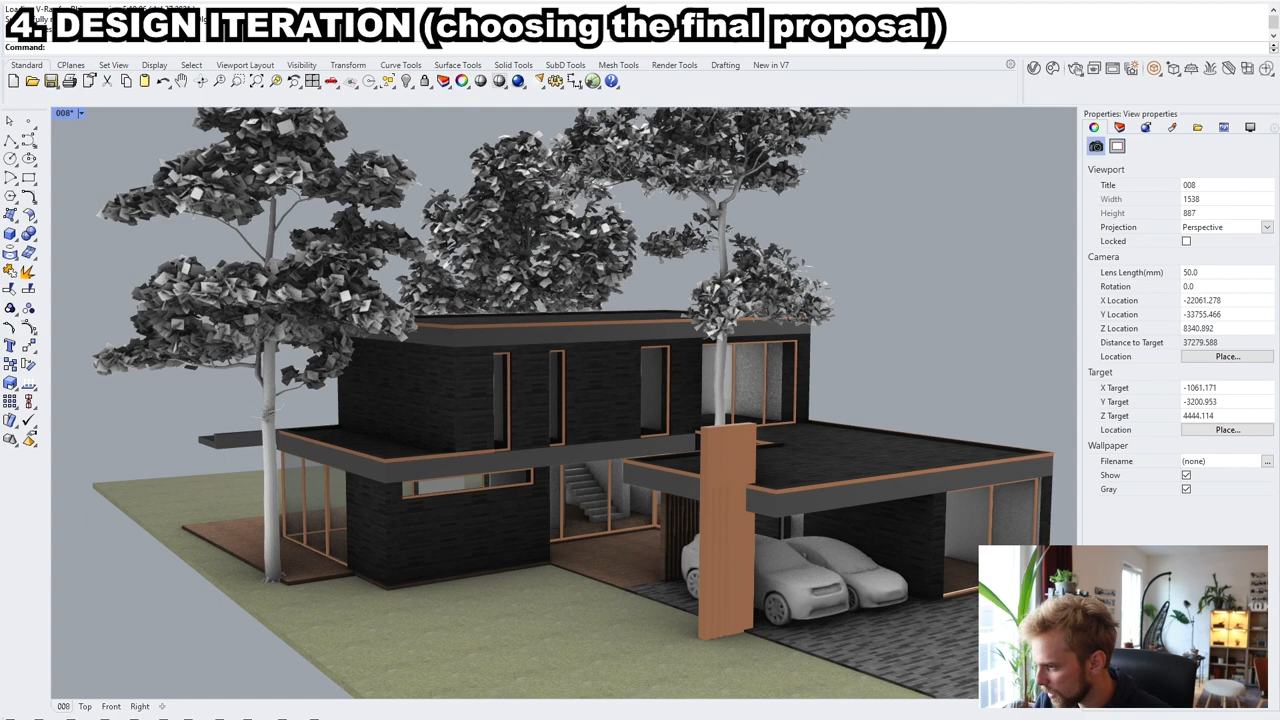 4. DESIGN ITERATION (choosing the final proposal)
Command:
Standard CPlanes Set View Display Select Viewport Layout Visibility Transform Curve Tools Surface Tools Solid Tools SubD Tools Mesh Tools Render Tools Drafting New in V7
008*
Properties: View properties
Viewport
Title 008
Width 1538
Height 887
Projection Perspective
Locked
Camera
Lens Length(mm) 50.0
Rotation 0.0
X Location -22061.278
Y Location -33755.466
Z Location 8340.892
Distance to Target 37279.588
Location Place...
Target
X Target -1061.171
Y Target -3200.953
Z Target 4444.114
Location Place...
Wallpaper
Filename (none) ...
Show
Gray
008 Top Front Right